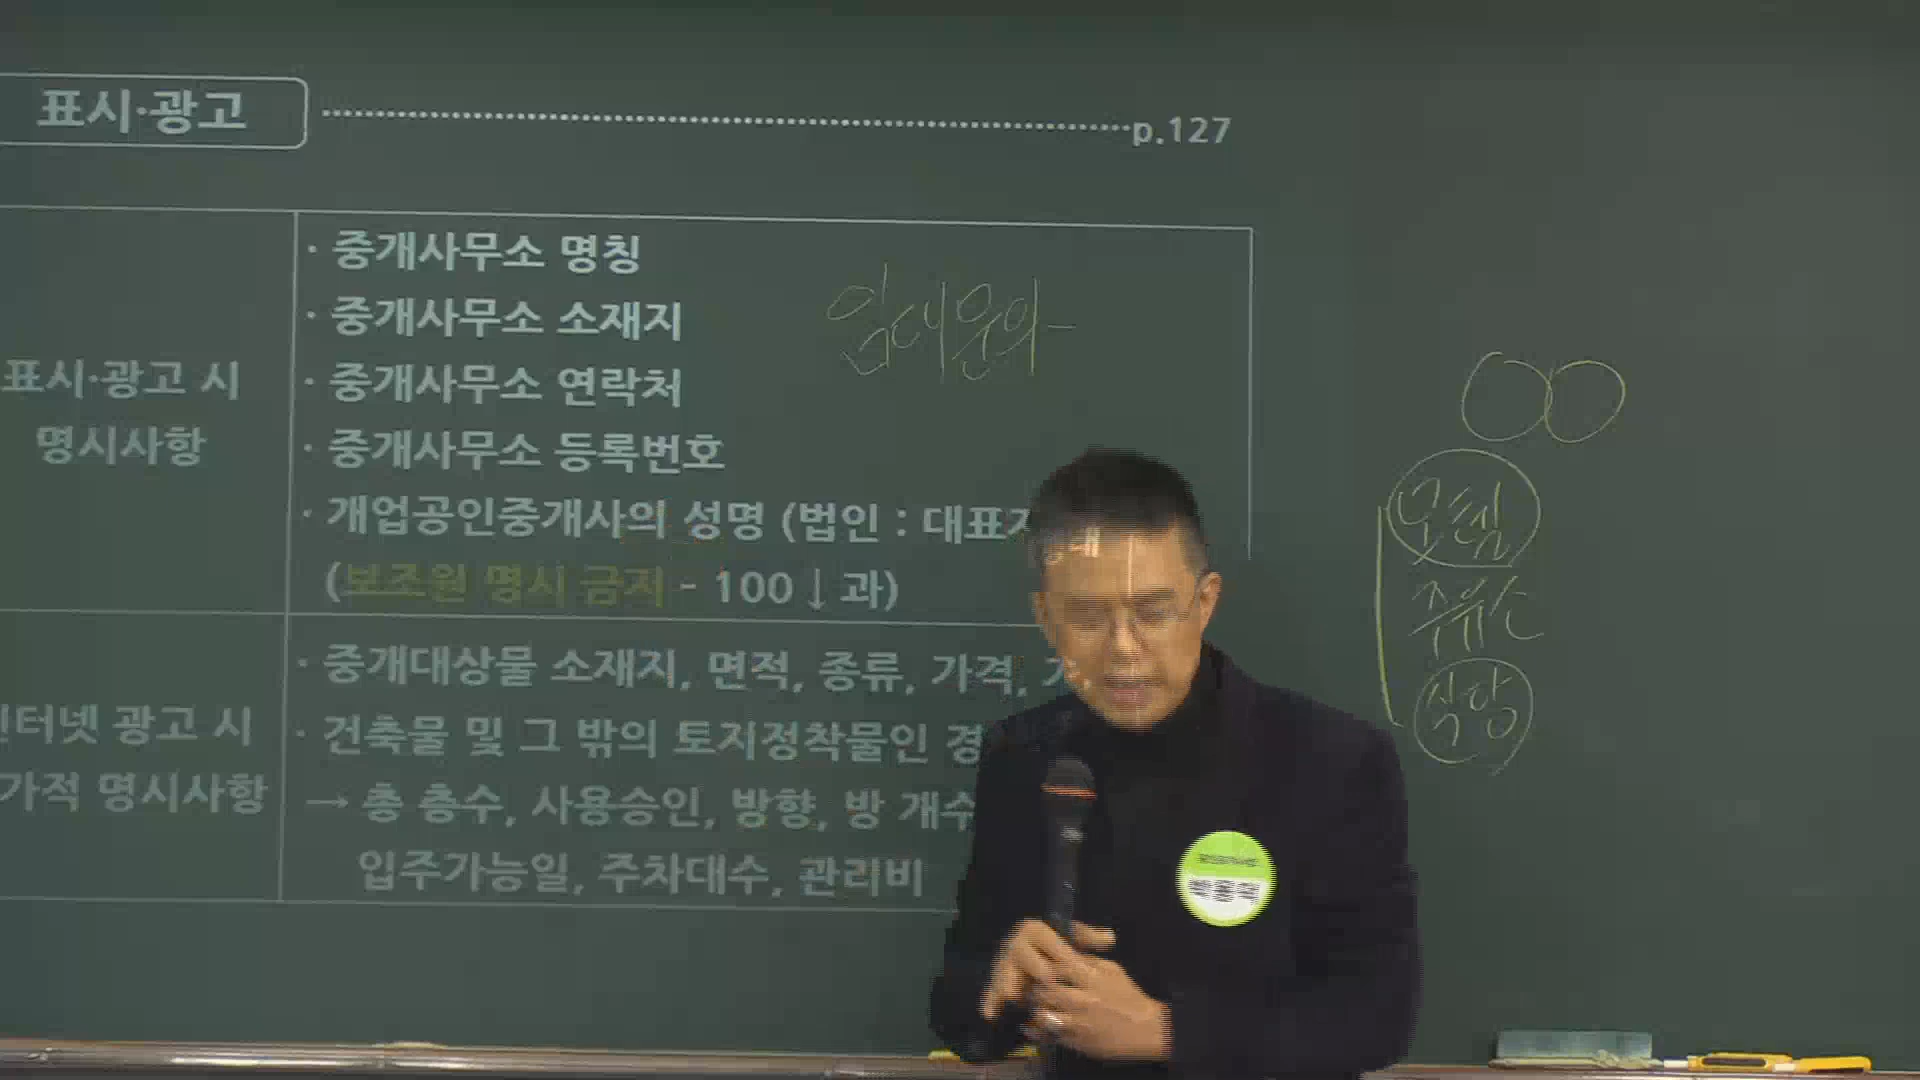 표시·광고 p.127
표시·광고 시
명시사항
· 중개사무소 명칭
· 중개사무소 소재지
· 중개사무소 연락처
· 중개사무소 등록번호
· 개업공인중개사의 성명 (법인 : 대표자
(보조원 명시 금지 - 100↓과)
임대문의
인터넷 광고 시
가적 명시사항
· 중개대상물 소재지, 면적, 종류, 가격,
· 건축물 및 그 밖의 토지정착물인 경
→ 총 층수, 사용승인, 방향, 방 개수
입주가능일, 주차대수, 관리비
모텔
주유소
식당